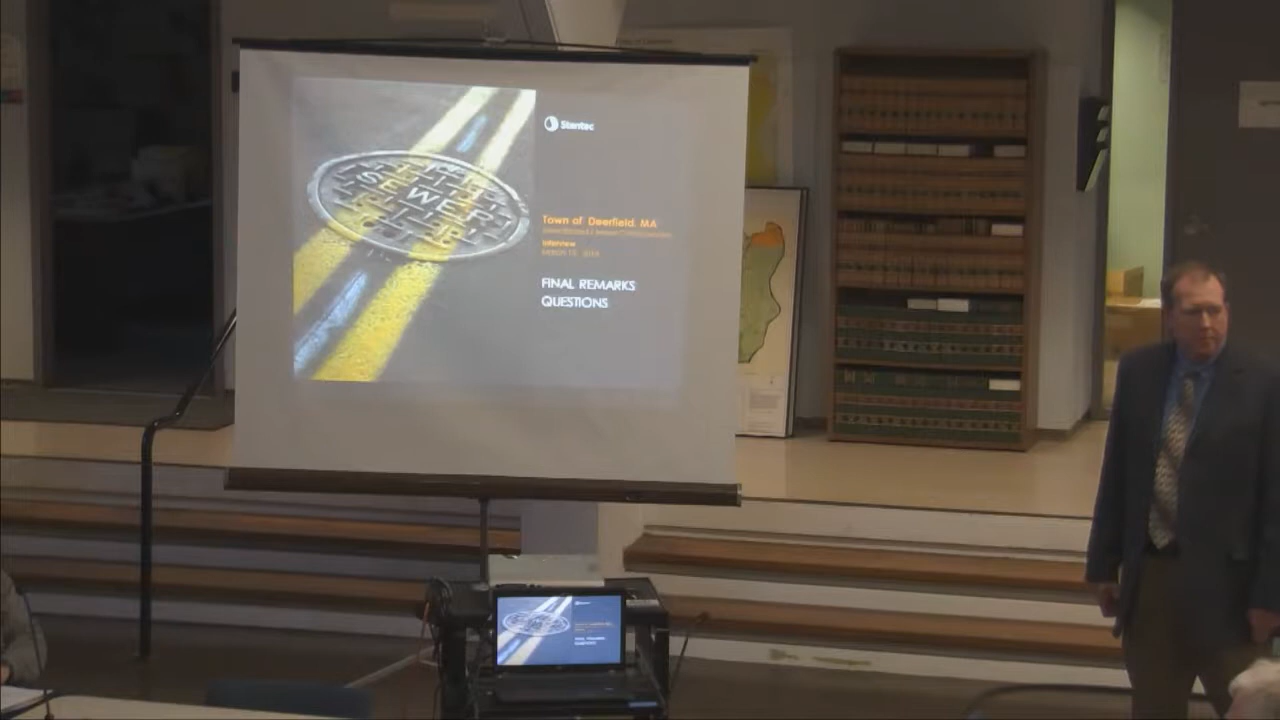 Stantec
SEWER
Town of Deerfield, MA
Interview
FINAL REMARKS
QUESTIONS